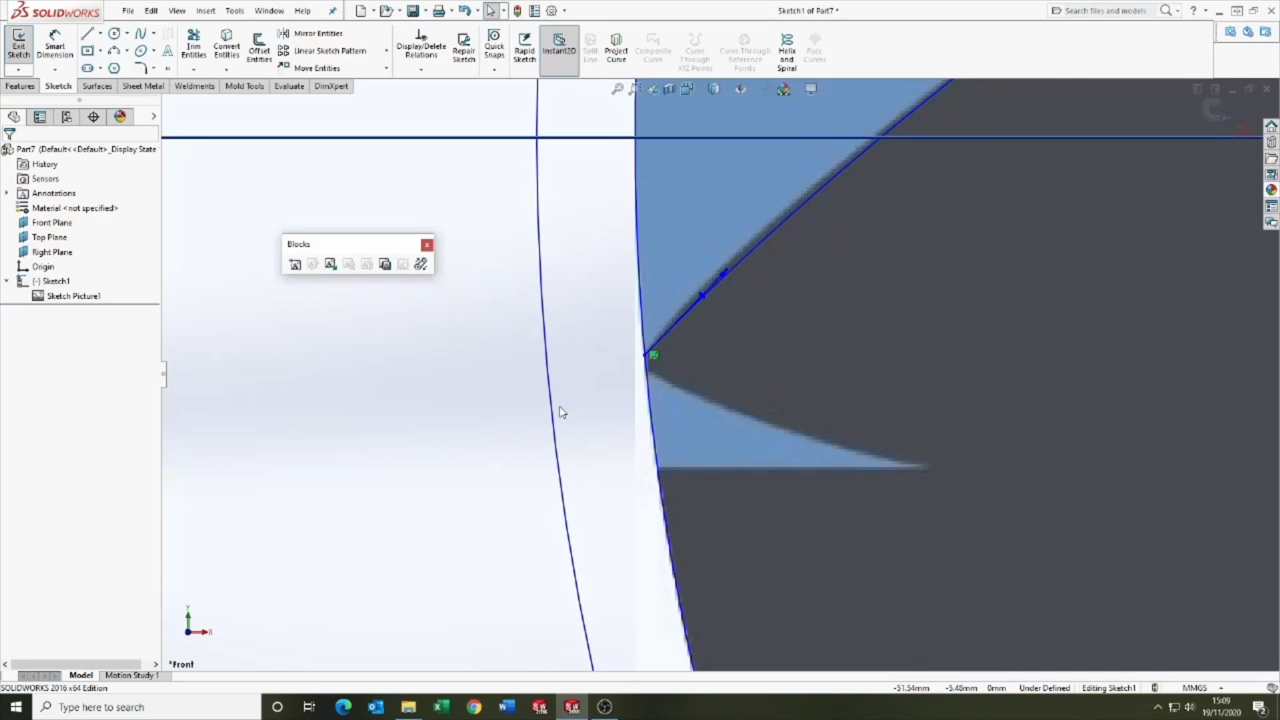 SOLIDWORKS
File Edit View Insert Tools Window Help
Sketch1 of Part7 *
Search files and models
Exit Sketch
Smart Dimension
Trim Entities
Convert Entities
Offset Entities
Mirror Entities
Linear Sketch Pattern
More Entities
Display/Delete Relations
Repair Sketch
Quick Snaps
Rapid Sketch
Instant2D
Split Line
Project Curve
Composite Curve
Curve Through XYZ Points
Curve Through Reference Points
Helix and Spiral
Face Curves
Features Sketch Surfaces Sheet Metal Weldments Mold Tools Evaluate DimXpert
Part7 (Default<<Default>_Display State
History
Sensors
Annotations
Material <not specified>
Front Plane
Top Plane
Right Plane
Origin
(-) Sketch1
Sketch Picture1
Blocks
Y
*Front
Model Motion Study 1
SOLIDWORKS 2016 x64 Edition
-51.54mm -5.48mm 0mm Under Defined Editing Sketch1 MMGS
Type here to search
15:09
19/11/2020